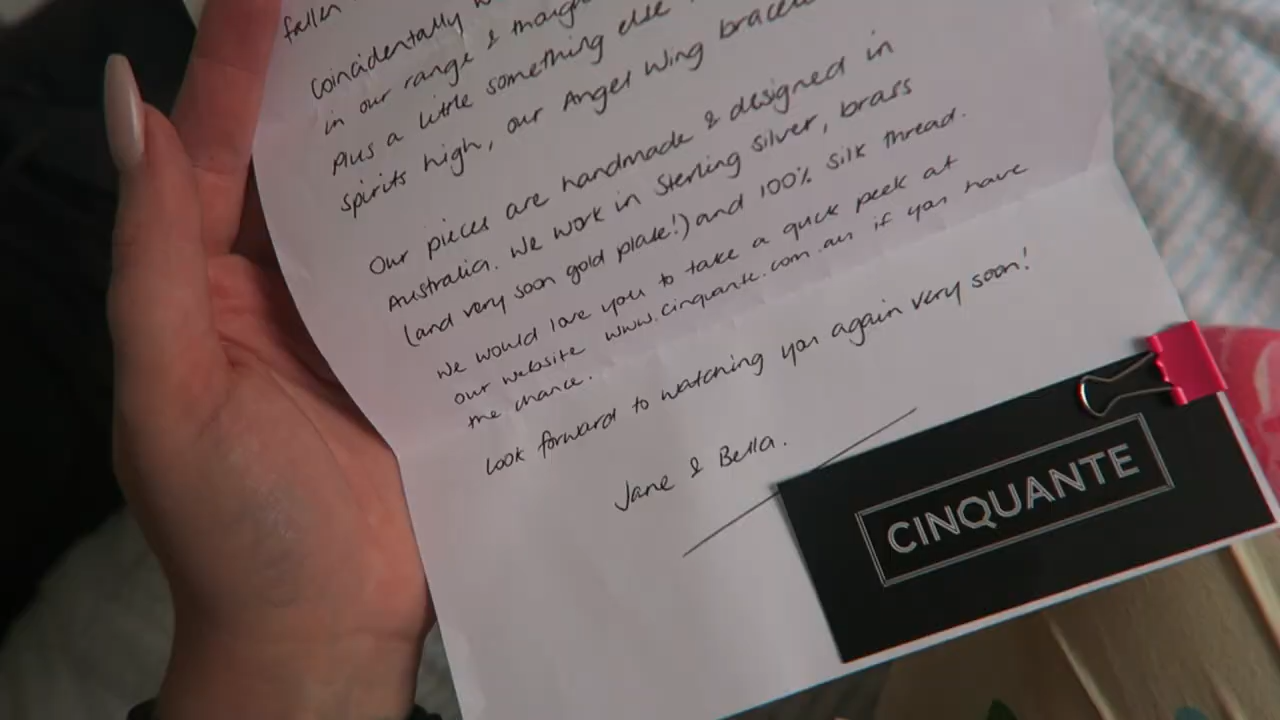 fallen
Coincidentally
in our range & thought
Plus a little something else
spirits high, our Angel Wing bracelet
Our pieces are handmade & designed in
Australia. We work in Sterling silver, brass
(and very soon gold plate!) and 100% silk thread.
We would love you to take a quick peek at
our website www.cinquante.com.au if you have
the chance.
Look forward to watching you again very soon!
Jane & Bella.
CINQUANTE